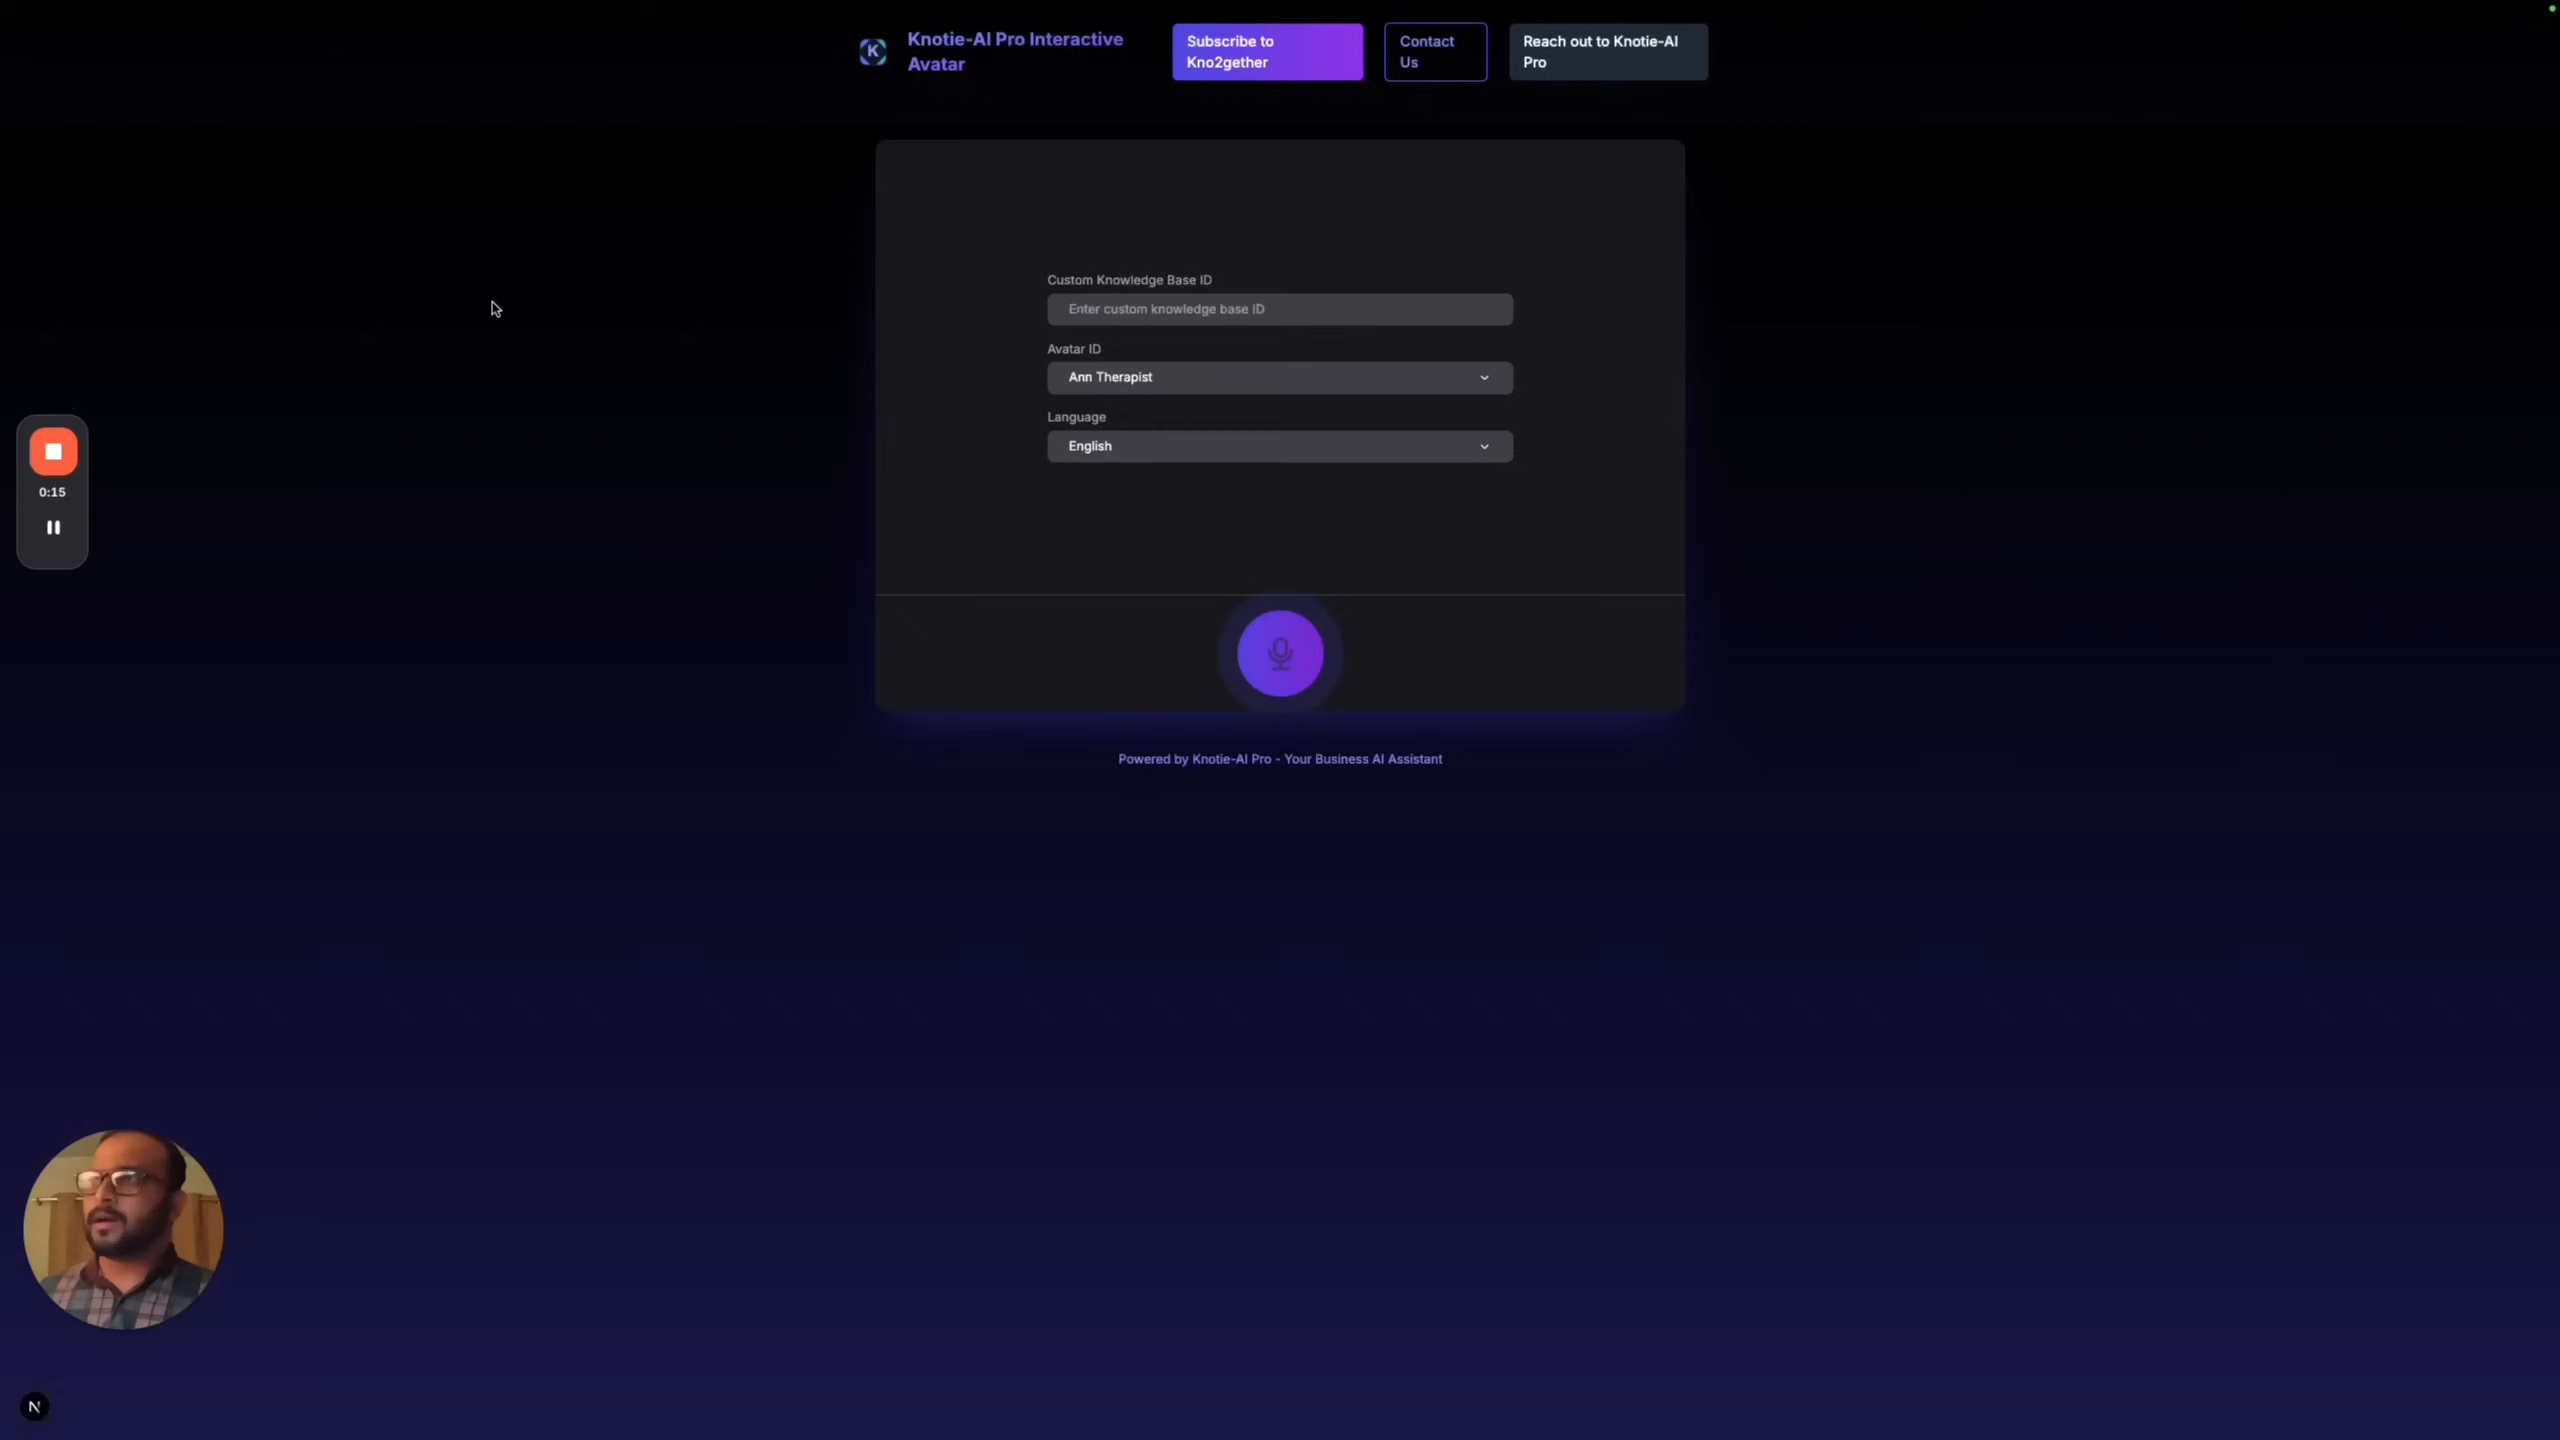 K
Knotie-AI Pro Interactive
Avatar
Subscribe to
Kno2gether
Contact
Us
Reach out to Knotie-AI
Pro
Custom Knowledge Base ID
Enter custom knowledge base ID
Avatar ID
Ann Therapist
Language
English
0:15
Powered by Knotie-AI Pro - Your Business AI Assistant
N